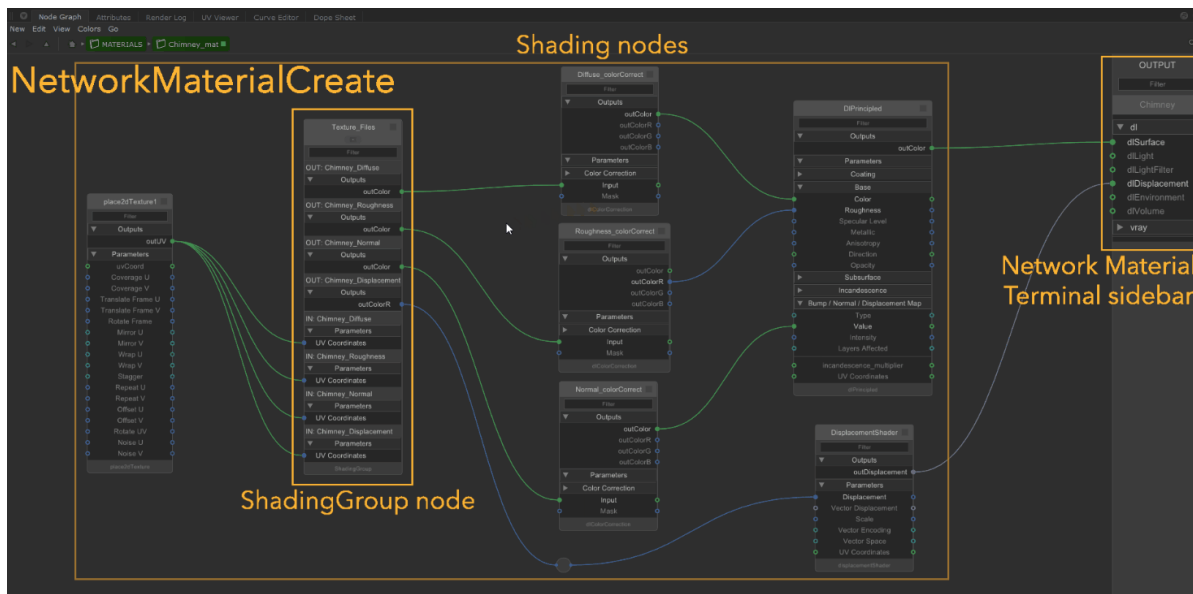 Node Graph Attributes Render Log UV Viewer Curve Editor Dope Sheet
New Edit View Colors Go
MATERIALS Chimney_mat
Shading nodes
NetworkMaterialCreate
place2dTexture1
Filter
Outputs
outUV
Parameters
uvCoord
Coverage U
Coverage V
Translate Frame U
Translate Frame V
Rotate Frame
Mirror U
Mirror V
Wrap U
Wrap V
Stagger
Repeat U
Repeat V
Offset U
Offset V
Rotate UV
Noise U
Noise V
place2dTexture
Texture_Files
Filter
OUT: Chimney_Diffuse
Outputs
outColor
OUT: Chimney_Roughness
Outputs
outColor
OUT: Chimney_Normal
Outputs
outColor
OUT: Chimney_Displacement
Outputs
outColorR
IN: Chimney_Diffuse
Parameters
UV Coordinates
IN: Chimney_Roughness
Parameters
UV Coordinates
IN: Chimney_Normal
Parameters
UV Coordinates
IN: Chimney_Displacement
Parameters
UV Coordinates
ShadingGroup
ShadingGroup node
Diffuse_colorCorrect
Filter
Outputs
outColor
outColorR
outColorG
outColorB
Parameters
Color Correction
Input
Mask
dlColorCorrection
Roughness_colorCorrect
Filter
Outputs
outColor
outColorR
outColorG
outColorB
Parameters
Color Correction
Input
Mask
dlColorCorrection
Normal_colorCorrect
Filter
Outputs
outColor
outColorR
outColorG
outColorB
Parameters
Color Correction
Input
Mask
dlColorCorrection
DlPrincipled
Filter
Outputs
outColor
Parameters
Coating
Base
Color
Roughness
Specular Level
Metallic
Anisotropy
Direction
Opacity
Subsurface
Incandescence
Bump / Normal / Displacement Map
Type
Value
Intensity
Layers Affected
incandescence_multiplier
UV Coordinates
dlPrincipled
DisplacementShader
Filter
Outputs
outDisplacement
Parameters
Displacement
Vector Displacement
Scale
Vector Encoding
Vector Space
UV Coordinates
displacementShader
OUTPUT
Filter
Chimney
dl
dlSurface
dlLight
dlLightFilter
dlDisplacement
dlEnvironment
dlVolume
vray
Network Material
Terminal sidebar